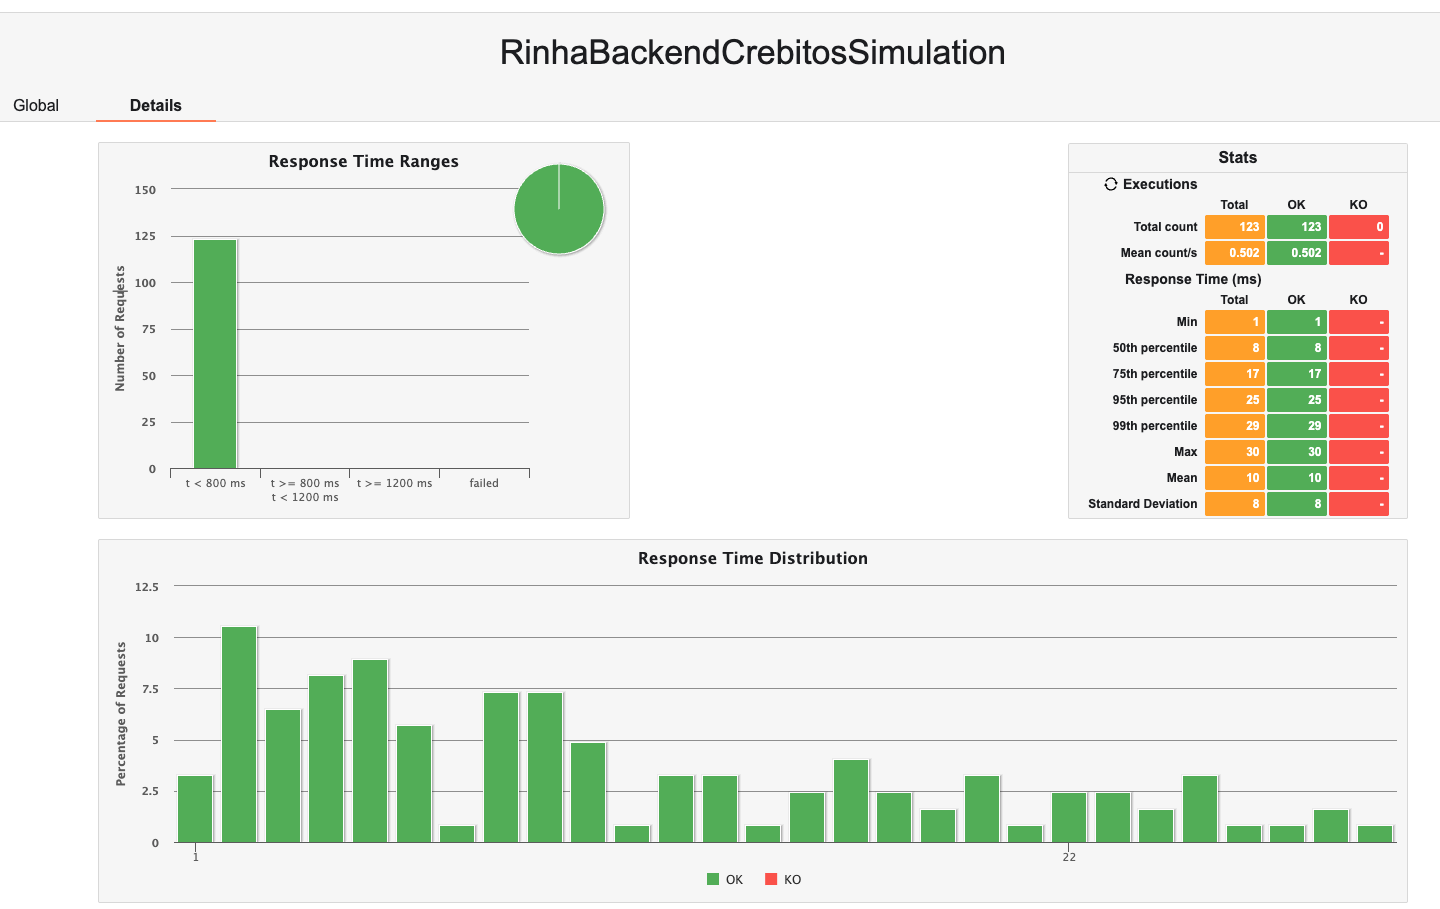 RinhaBackendCrebitosSimulation
Global
Details
Response Time Ranges
Number of Requests
150
125
100
75
50
25
0
t < 800 ms
t >= 800 ms
t < 1200 ms
t >= 1200 ms
failed
Stats
Executions
Total OK KO
Total count 123 123 0
Mean count/s 0.502 0.502 -
Response Time (ms)
Total OK KO
Min 1 1 -
50th percentile 8 8 -
75th percentile 17 17 -
95th percentile 25 25 -
99th percentile 29 29 -
Max 30 30 -
Mean 10 10 -
Standard Deviation 8 8 -
Response Time Distribution
Percentage of Requests
12.5
10
7.5
5
2.5
0
1 22
OK KO